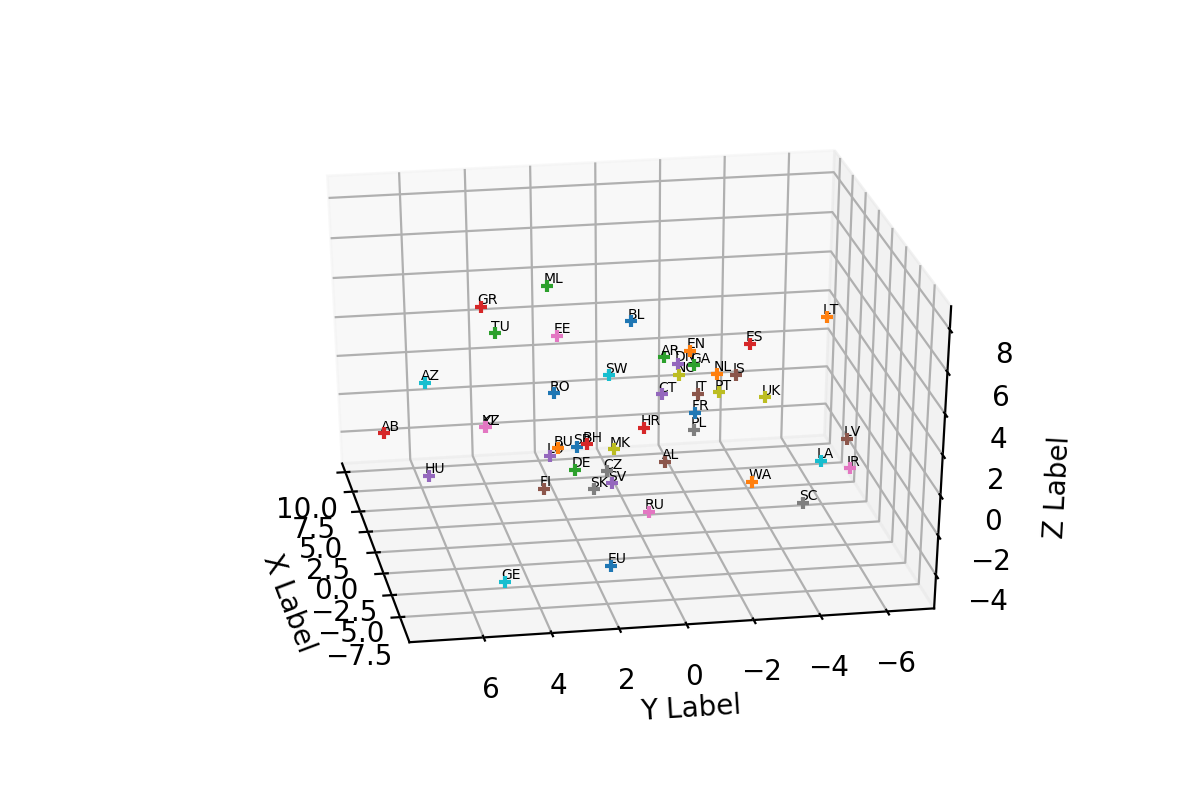 ML
GR
LT
BL
TU
EE
ES
EN
AR
GA
SW
NL
IS
AZ
RO
CT
IT
PT
UK
FR
AB
HR
PL
LV
BU
BH
MK
HU
DE
CZ
AL
LA
IR
FI
SK
SV
WA
SC
RU
GE
EU
10.0
7.5
5.0
2.5
0.0
−2.5
−5.0
−7.5
X Label
6
4
2
0
−2
−4
−6
Y Label
8
6
4
2
0
−2
−4
Z Label